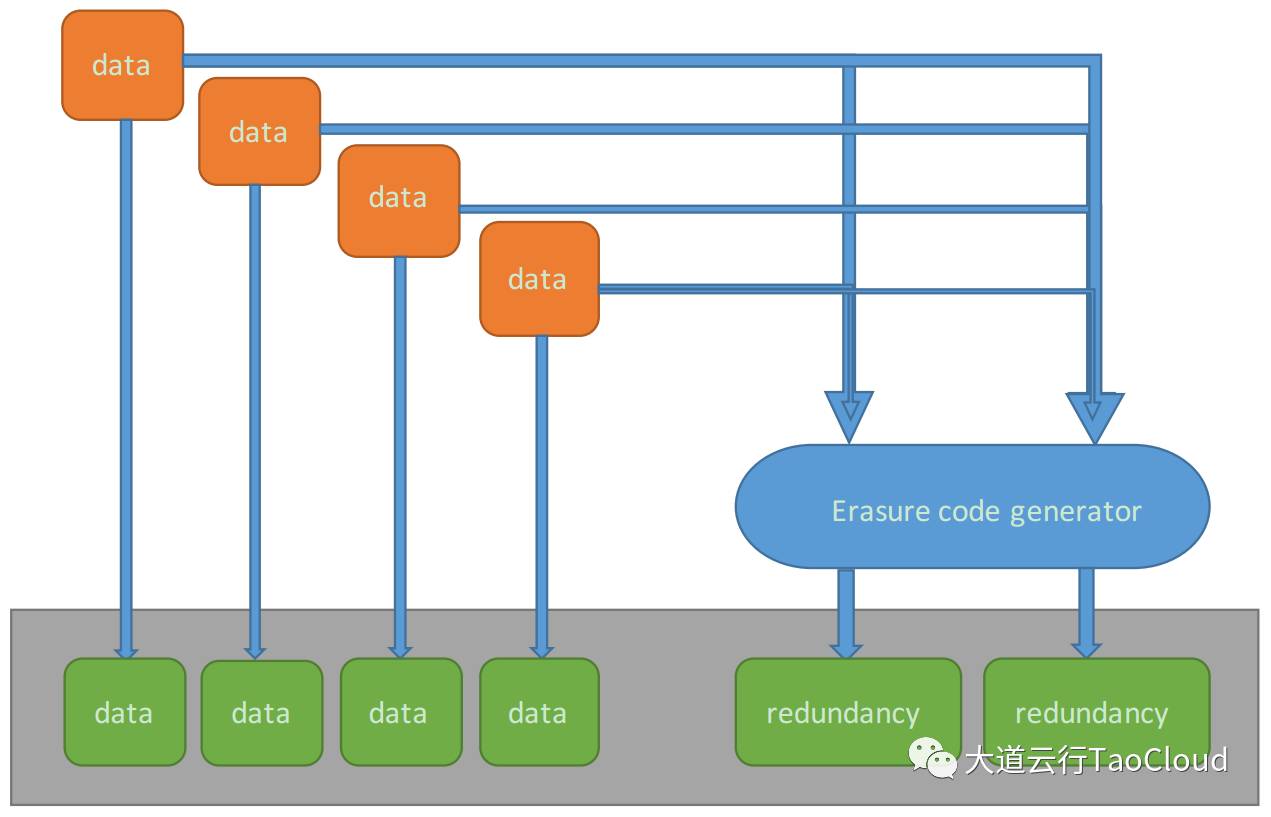 data
data
data
data
Erasure code generator
data
data
data
data
redundancy
redundancy
大道云行TaoCloud